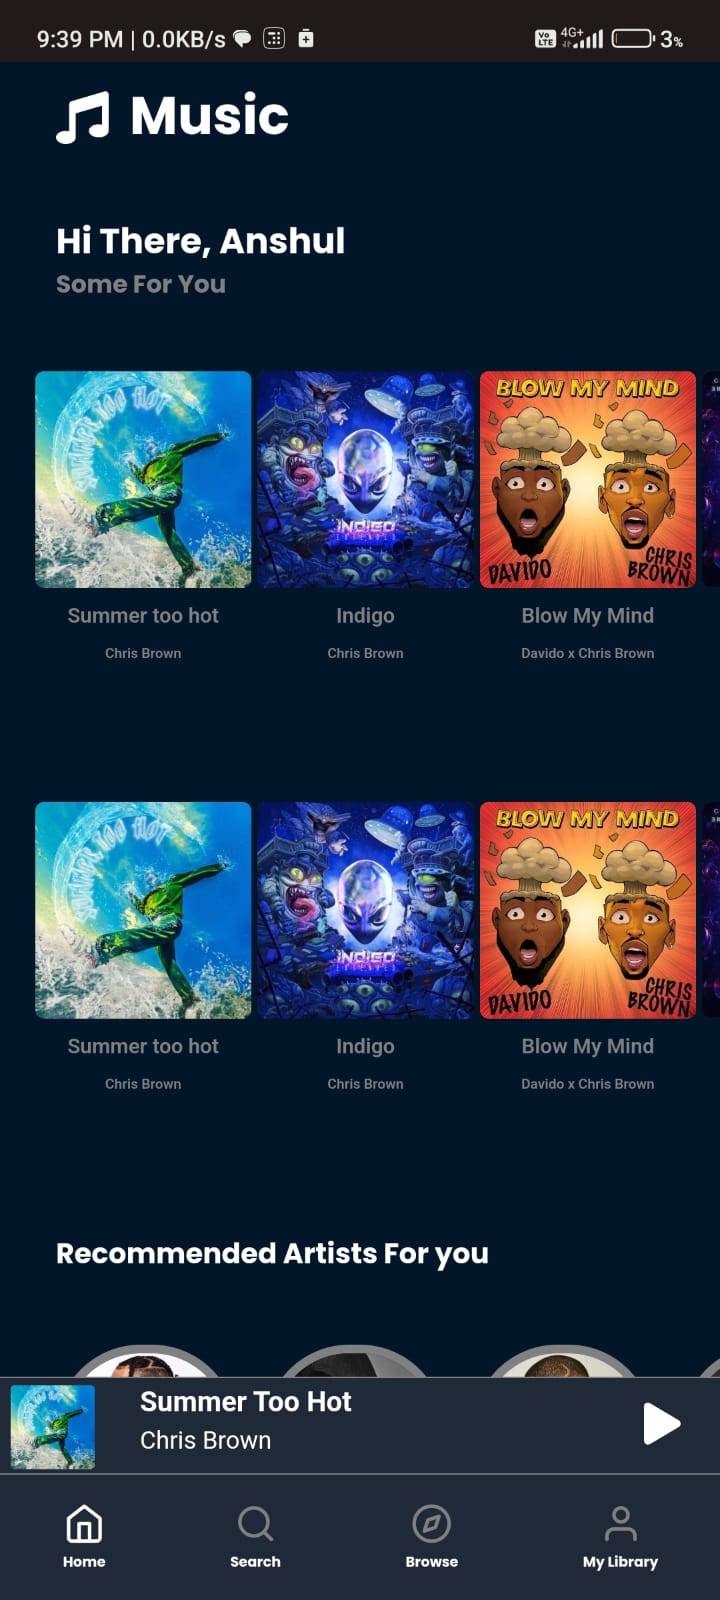 9:39 PM | 0.0KB/s Vo LTE 4G+ 3%
Music
Hi There, Anshul
Some For You
SUMMER TOO HOT
INDIGO
BLOW MY MIND
DAVIDO
CHRIS BROWN
Summer too hot Indigo Blow My Mind
Chris Brown Chris Brown Davido x Chris Brown
SUMMER TOO HOT
INDIGO
BLOW MY MIND
DAVIDO
CHRIS BROWN
Summer too hot Indigo Blow My Mind
Chris Brown Chris Brown Davido x Chris Brown
Recommended Artists For you
Summer Too Hot
Chris Brown
Home Search Browse My Library